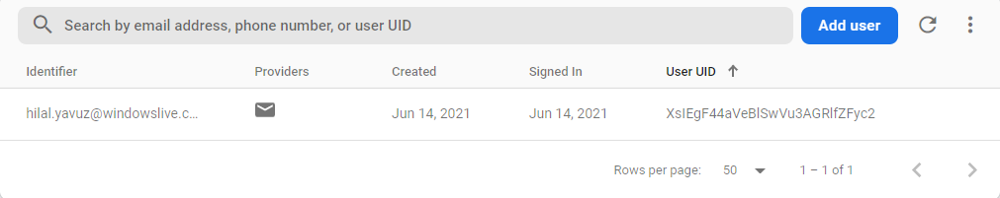 Search by email address, phone number, or user UID Add user
Identifier Providers Created Signed In User UID
hilal.yavuz@windowslive.c... Jun 14, 2021 Jun 14, 2021 XsIEgF44aVeBlSwVu3AGRlfZFyc2
Rows per page: 50 1 – 1 of 1